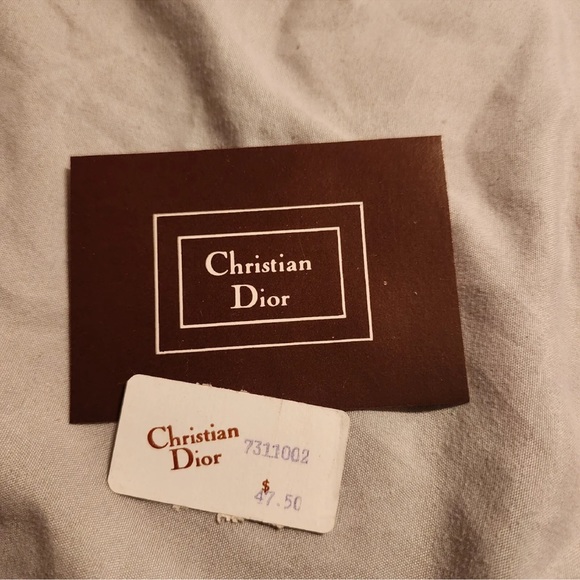 Christian
Dior
Christian
Dior
7311002
$
47.50